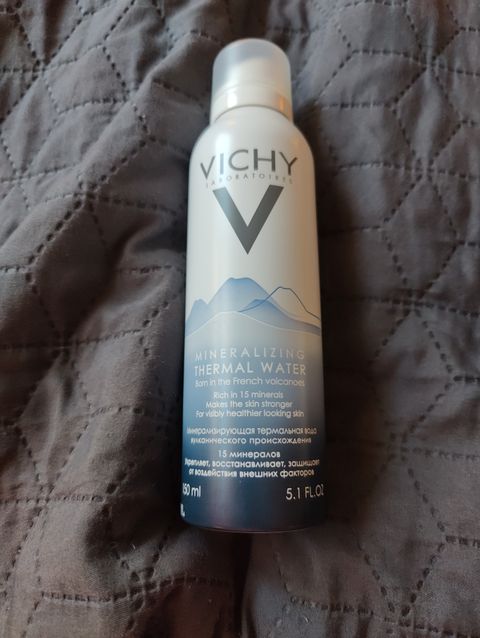 VICHY
LABORATOIRES
V
MINERALIZING
THERMAL WATER
Born in the French volcanoes
Rich in 15 minerals
Makes the skin stronger
For visibly healthier looking skin
Минерализирующая термальная вода
вулканического происхождения
15 минералов
Укрепляет, восстанавливает, защищает
от воздействия внешних факторов
150 ml 5.1 FL.OZ